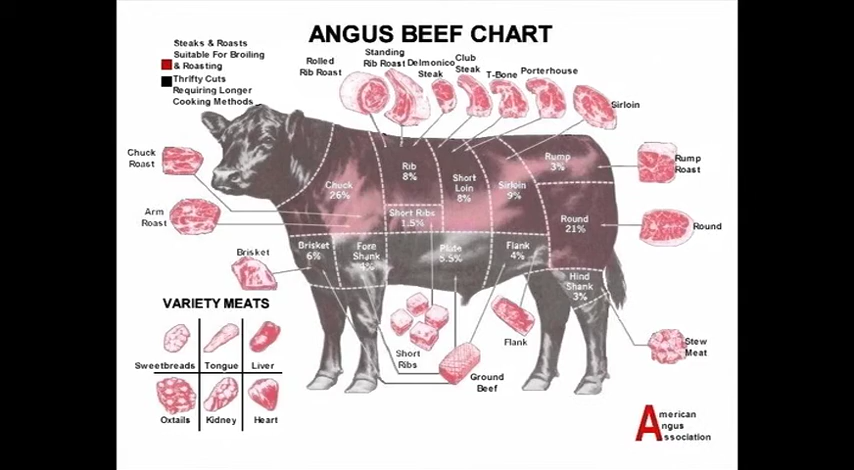 ANGUS BEEF CHART
Steaks & Roasts
Suitable For Broiling
& Roasting
Thrifty Cuts
Requiring Longer
Cooking Methods
Rolled
Rib Roast
Standing
Rib Roast
Delmonico
Steak
Club
Steak
T-Bone
Porterhouse
Sirloin
Chuck
Roast
Arm
Roast
Brisket
Chuck
26%
Rib
8%
Short Ribs
1.5%
Short
Loin
8%
Sirloin
9%
Rump
3%
Round
21%
Brisket
6%
Fore
Shank
4%
Plate
5.5%
Flank
4%
Hind
Shank
3%
Rump
Roast
Round
Stew
Meat
Flank
Short
Ribs
Ground
Beef
VARIETY MEATS
Sweetbreads
Tongue
Liver
Oxtails
Kidney
Heart
American
Angus
Association